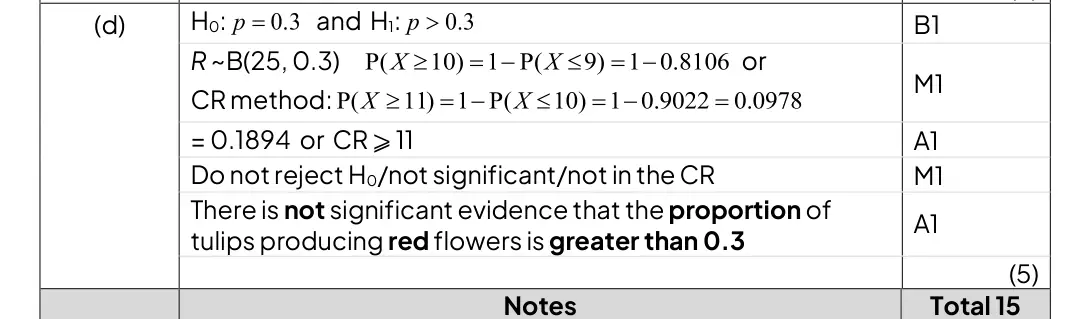 (d) H₀: p = 0.3 and H₁: p > 0.3 B1
R ~B(25, 0.3) P(X ≥ 10) = 1 − P(X ≤ 9) = 1 − 0.8106 or
CR method: P(X ≥ 11) = 1 − P(X ≤ 10) = 1 − 0.9022 = 0.0978 M1
= 0.1894 or CR ⩾ 11 A1
Do not reject H₀/not significant/not in the CR M1
There is not significant evidence that the proportion of
tulips producing red flowers is greater than 0.3 A1
(5)
Notes Total 15